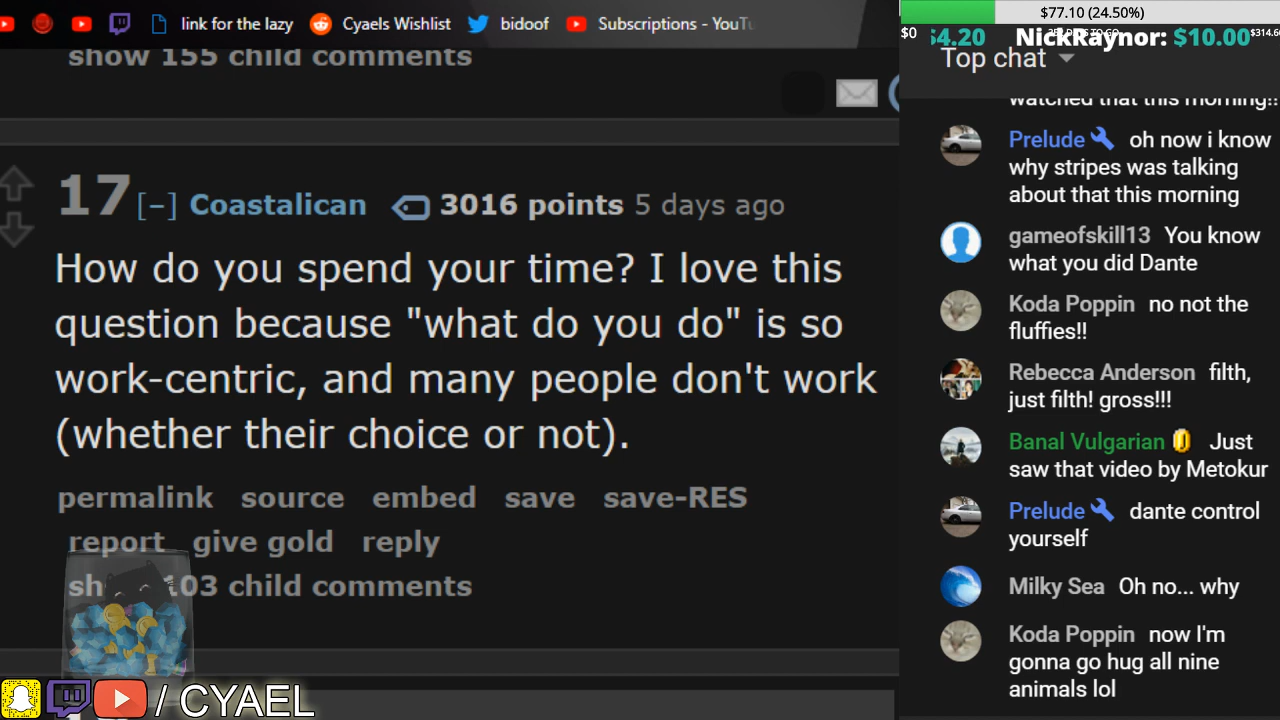 link for the lazy
Cyaels Wishlist
bidoof
Subscriptions - YouTu
$77.10 (24.50%)
$0
$4.20
NickRaynor: $10.00
show 155 child comments
Top chat
watched that this morning!!
17 [–] Coastalican 3016 points 5 days ago
How do you spend your time? I love this
question because "what do you do" is so
work-centric, and many people don't work
(whether their choice or not).
permalink source embed save save-RES
report give gold reply
103 child comments
/ CYAEL
Prelude oh now i know
why stripes was talking
about that this morning
gameofskill13 You know
what you did Dante
Koda Poppin no not the
fluffies!!
Rebecca Anderson filth,
just filth! gross!!!
Banal Vulgarian Just
saw that video by Metokur
Prelude dante control
yourself
Milky Sea Oh no... why
Koda Poppin now I'm
gonna go hug all nine
animals lol